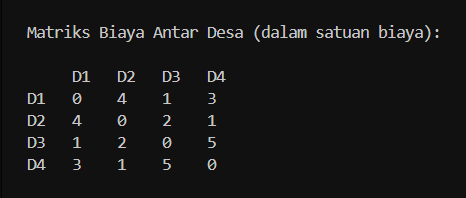 Matriks Biaya Antar Desa (dalam satuan biaya):
D1 D2 D3 D4
D1 0 4 1 3
D2 4 0 2 1
D3 1 2 0 5
D4 3 1 5 0